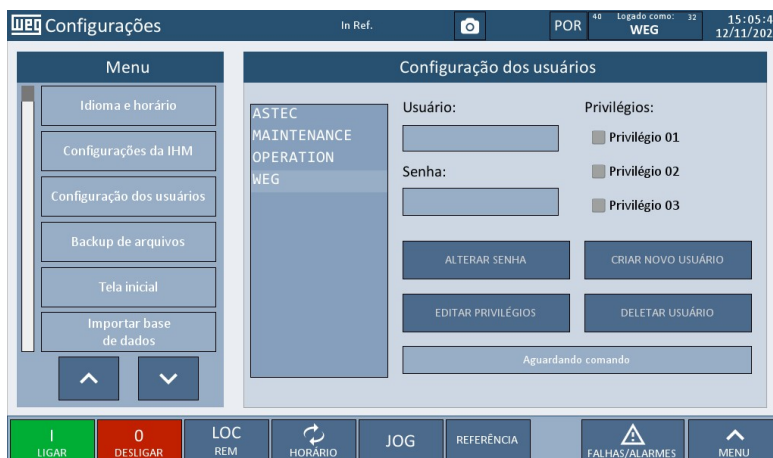 WEG Configurações
In Ref.
POR
40 Logado como: 32
WEG
15:05:4
12/11/202
Menu
Idioma e horário
Configurações da IHM
Configuração dos usuários
Backup de arquivos
Tela inicial
Importar base
de dados
Configuração dos usuários
ASTEC
MAINTENANCE
OPERATION
WEG
Usuário:
Senha:
Privilégios:
Privilégio 01
Privilégio 02
Privilégio 03
ALTERAR SENHA
CRIAR NOVO USUÁRIO
EDITAR PRIVILÉGIOS
DELETAR USUÁRIO
Aguardando comando
I
LIGAR
0
DESLIGAR
LOC
REM
HORÁRIO
JOG
REFERÊNCIA
FALHAS/ALARMES
MENU